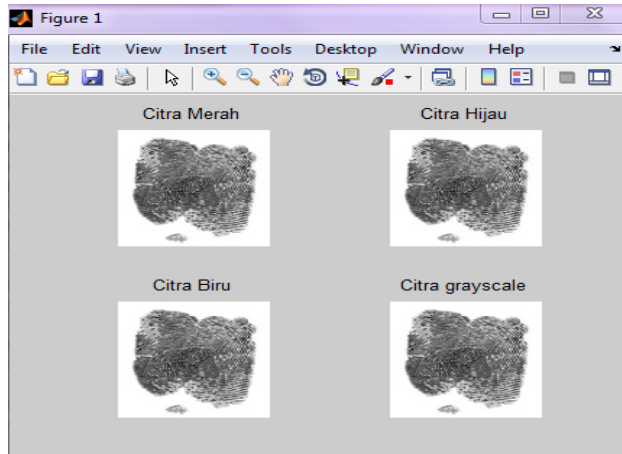 Figure 1
File Edit View Insert Tools Desktop Window Help
Citra Merah
Citra Hijau
Citra Biru
Citra grayscale